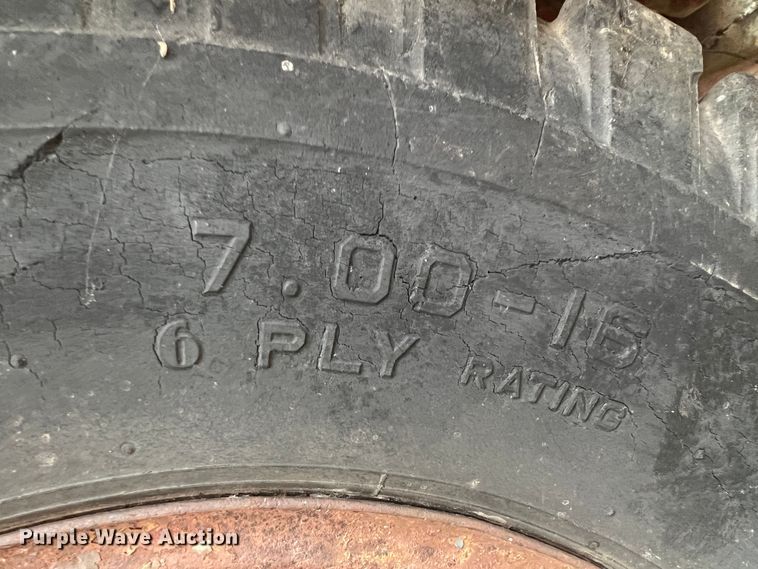 7.00-16
6 PLY RATING
Purple Wave Auction